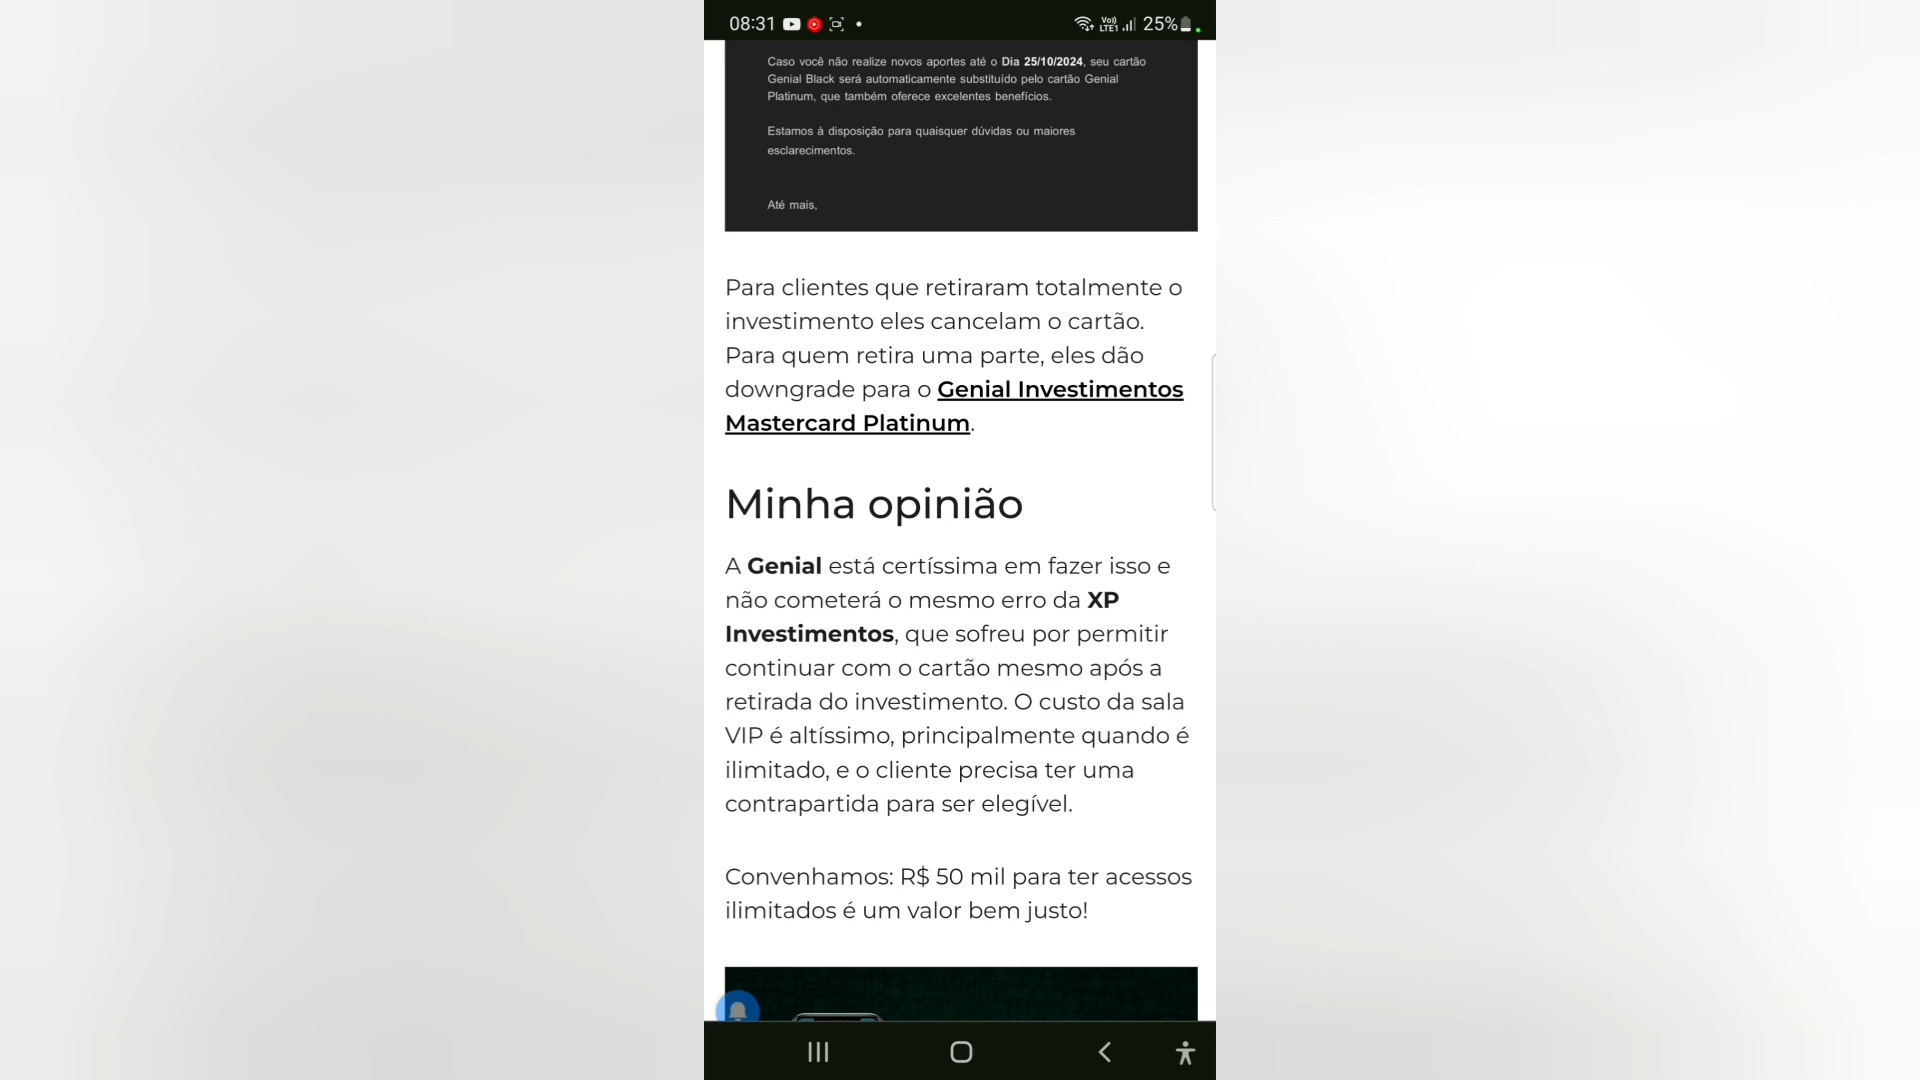 08:31
Vo))
LTE1
25%
Caso você não realize novos aportes até o Dia 25/10/2024, seu cartão
Genial Black será automaticamente substituído pelo cartão Genial
Platinum, que também oferece excelentes benefícios.
Estamos à disposição para quaisquer dúvidas ou maiores
esclarecimentos.
Até mais,
Para clientes que retiraram totalmente o
investimento eles cancelam o cartão.
Para quem retira uma parte, eles dão
downgrade para o Genial Investimentos
Mastercard Platinum.
Minha opinião
A Genial está certíssima em fazer isso e
não cometerá o mesmo erro da XP
Investimentos, que sofreu por permitir
continuar com o cartão mesmo após a
retirada do investimento. O custo da sala
VIP é altíssimo, principalmente quando é
ilimitado, e o cliente precisa ter uma
contrapartida para ser elegível.
Convenhamos: R$ 50 mil para ter acessos
ilimitados é um valor bem justo!